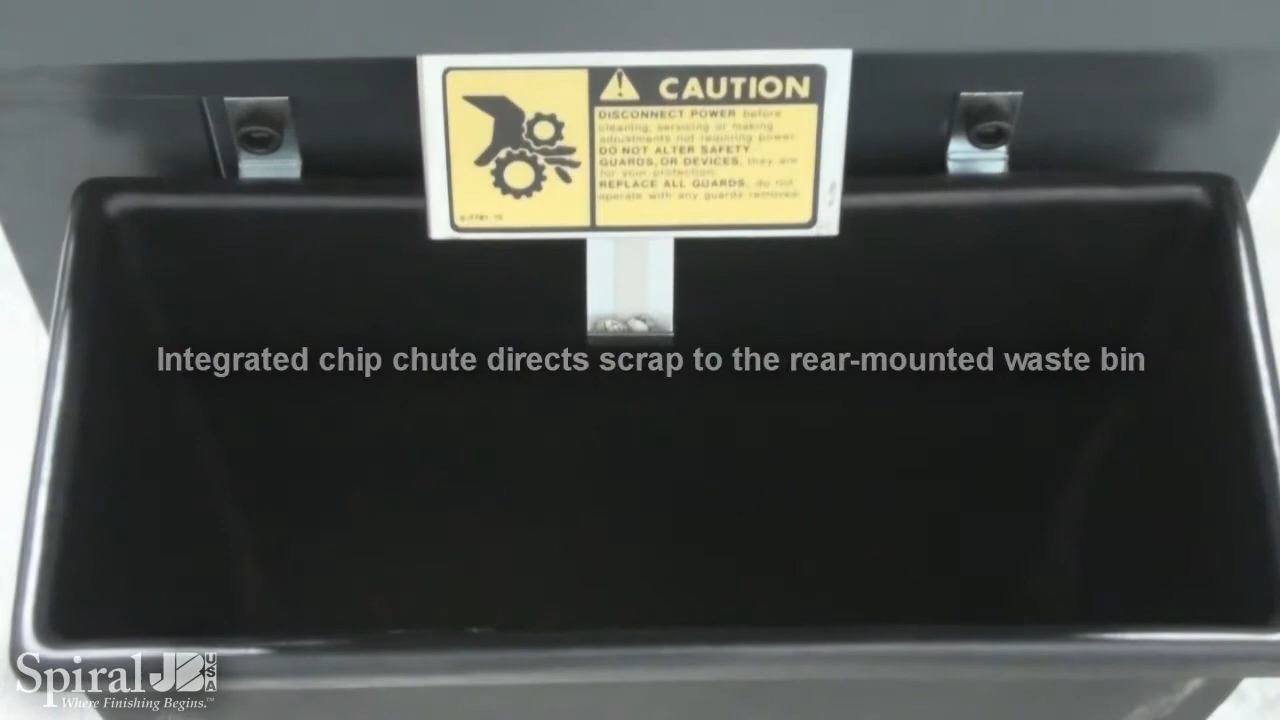 CAUTION
DISCONNECT POWER before
cleaning, servicing or making
adjustments not requiring power.
DO NOT ALTER SAFETY
GUARDS, OR DEVICES, they are
for your protection.
REPLACE ALL GUARDS, do not
operate with any guards removed.
Integrated chip chute directs scrap to the rear-mounted waste bin
Spiral JB USA
Where Finishing Begins.™